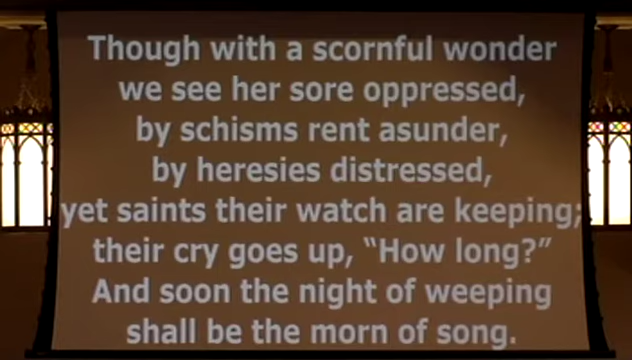 Though with a scornful wonder
we see her sore oppressed,
by schisms rent asunder,
by heresies distressed,
yet saints their watch are keeping;
their cry goes up, “How long?”
And soon the night of weeping
shall be the morn of song.